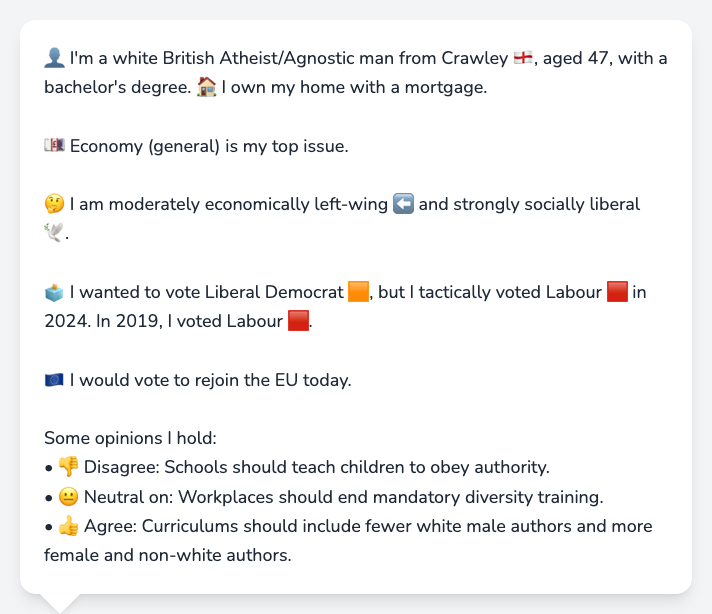 👤 I'm a white British Atheist/Agnostic man from Crawley 🏴󠁧󠁢󠁥󠁮󠁧󠁿, aged 47, with a
bachelor's degree. 🏠 I own my home with a mortgage.
💷 Economy (general) is my top issue.
🤔 I am moderately economically left-wing ⬅️ and strongly socially liberal
🕊️.
🗳️ I wanted to vote Liberal Democrat 🟧, but I tactically voted Labour 🟥 in
2024. In 2019, I voted Labour 🟥.
🇪🇺 I would vote to rejoin the EU today.
Some opinions I hold:
• 👎 Disagree: Schools should teach children to obey authority.
• 😐 Neutral on: Workplaces should end mandatory diversity training.
• 👍 Agree: Curriculums should include fewer white male authors and more
female and non-white authors.